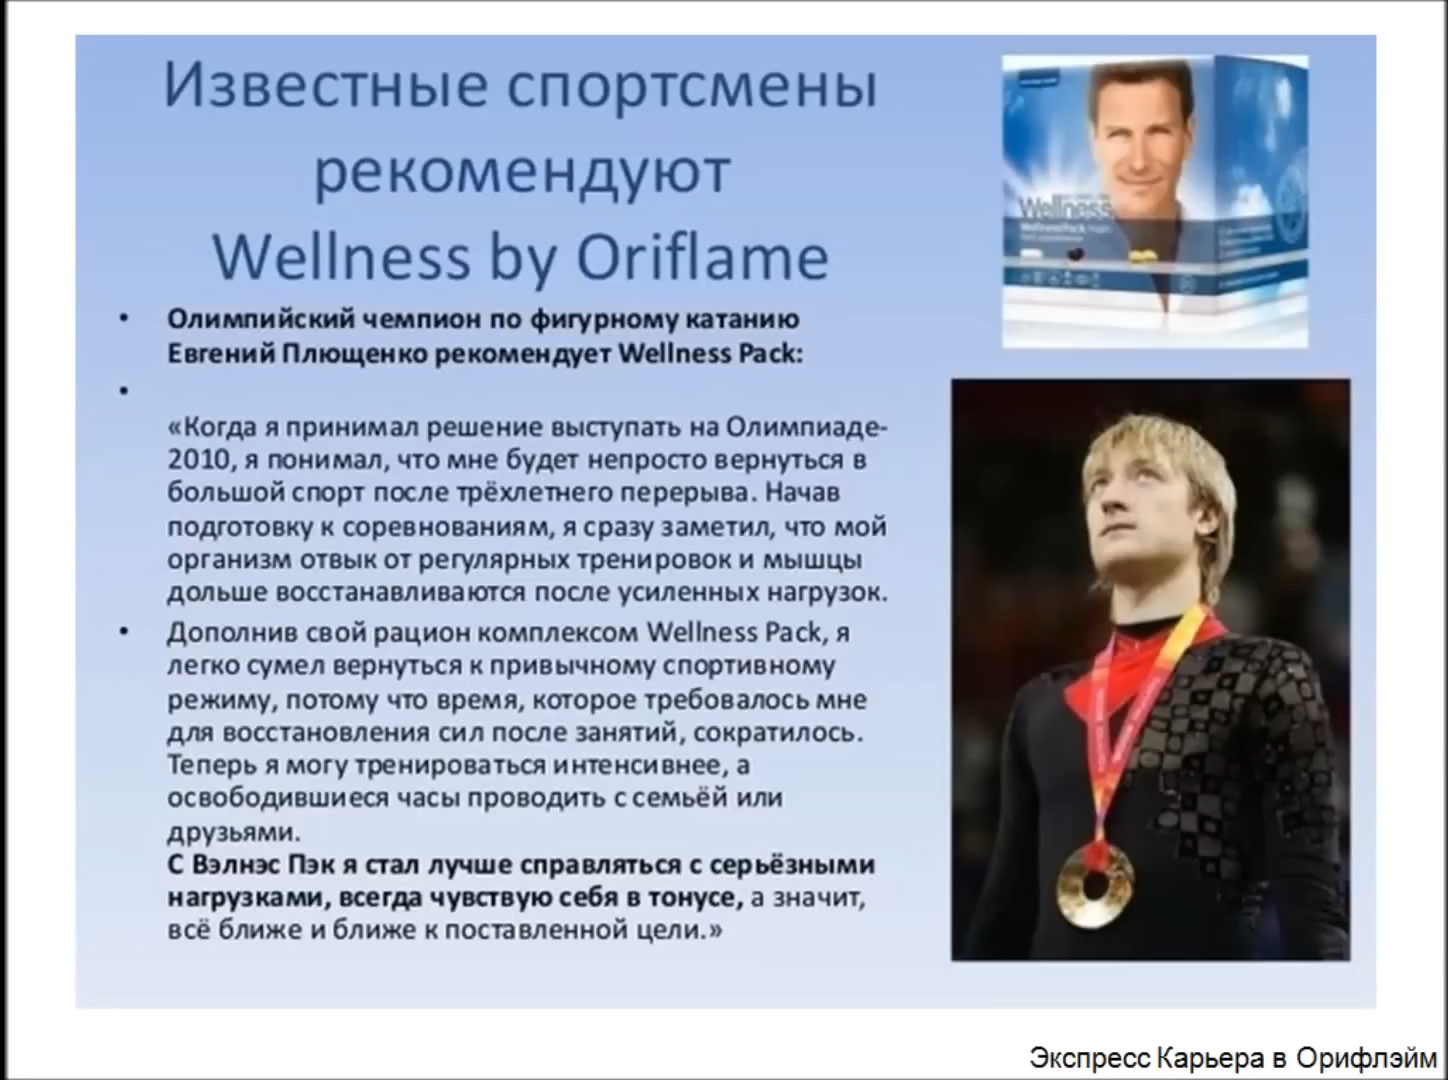 Известные спортсмены
рекомендуют
Wellness by Oriflame
• Олимпийский чемпион по фигурному катанию
Евгений Плющенко рекомендует Wellness Pack:
•
«Когда я принимал решение выступать на Олимпиаде-
2010, я понимал, что мне будет непросто вернуться в
большой спорт после трёхлетнего перерыва. Начав
подготовку к соревнованиям, я сразу заметил, что мой
организм отвык от регулярных тренировок и мышцы
дольше восстанавливаются после усиленных нагрузок.
• Дополнив свой рацион комплексом Wellness Pack, я
легко сумел вернуться к привычному спортивному
режиму, потому что время, которое требовалось мне
для восстановления сил после занятий, сократилось.
Теперь я могу тренироваться интенсивнее, а
освободившиеся часы проводить с семьёй или
друзьями.
С Вэлнэс Пэк я стал лучше справляться с серьёзными
нагрузками, всегда чувствую себя в тонусе, а значит,
всё ближе и ближе к поставленной цели.»
Wellness
Экспресс Карьера в Орифлэйм